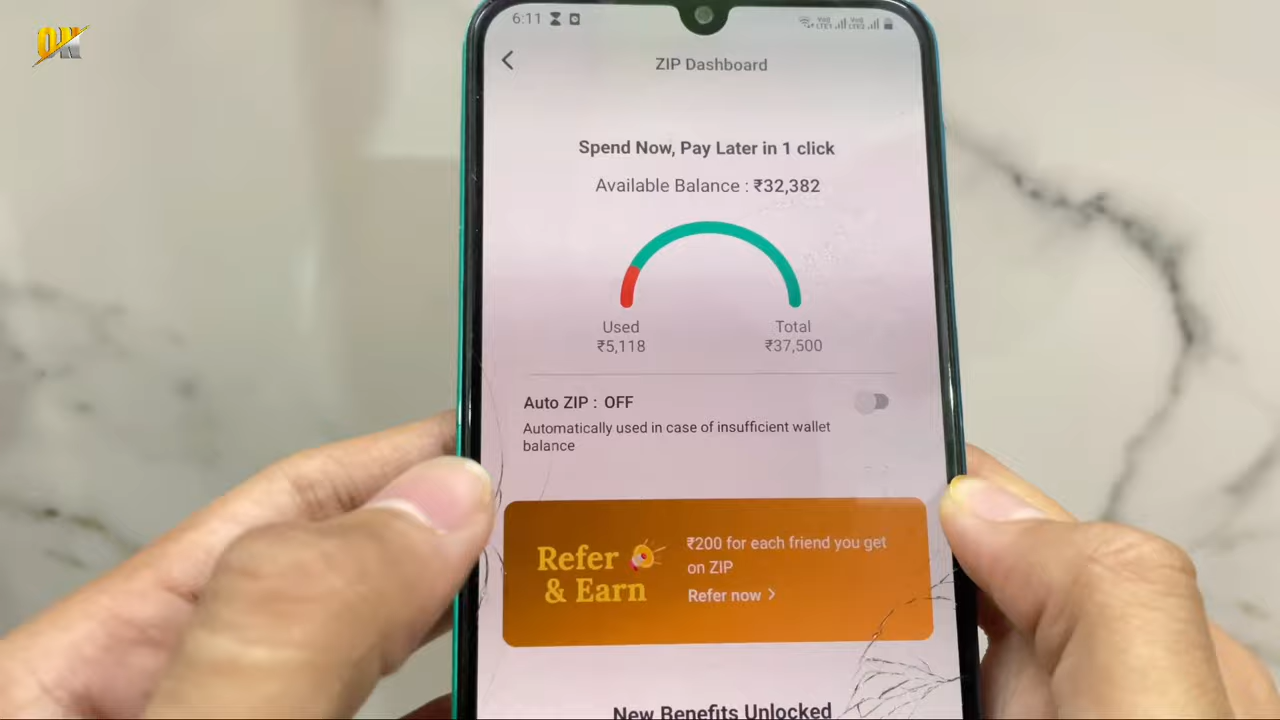 ON
6:11
ZIP Dashboard
Spend Now, Pay Later in 1 click
Available Balance : ₹32,382
Used
₹5,118
Total
₹37,500
Auto ZIP : OFF
Automatically used in case of insufficient wallet
balance
Refer
& Earn
₹200 for each friend you get
on ZIP
Refer now >
New Benefits Unlocked